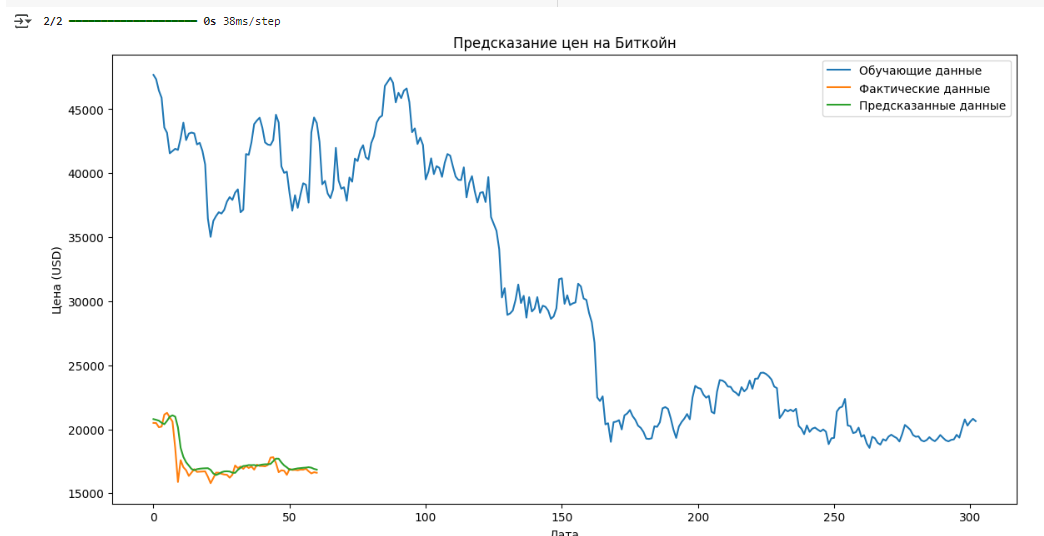 2/2 ━━━━━━━━━━━━━━━━━━━━ 0s 38ms/step
Предсказание цен на Биткойн
Обучающие данные
Фактические данные
Предсказанные данные
Цена (USD)
45000
40000
35000
30000
25000
20000
15000
0 50 100 150 200 250 300
Дата